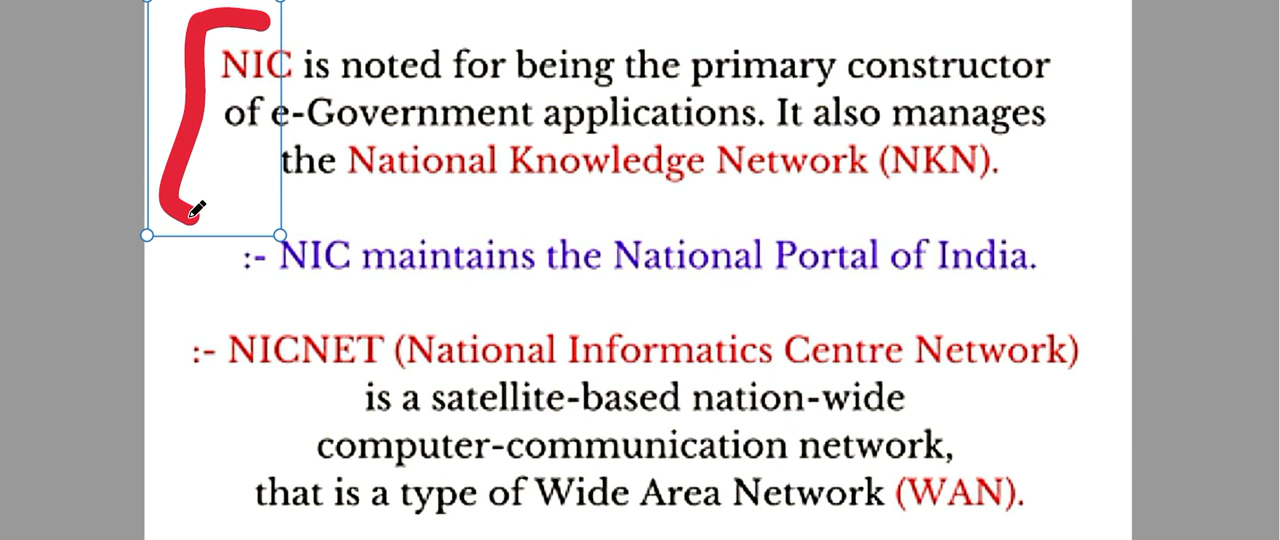 NIC is noted for being the primary constructor
of e-Government applications. It also manages
the National Knowledge Network (NKN).
:- NIC maintains the National Portal of India.
:- NICNET (National Informatics Centre Network)
is a satellite-based nation-wide
computer-communication network,
that is a type of Wide Area Network (WAN).